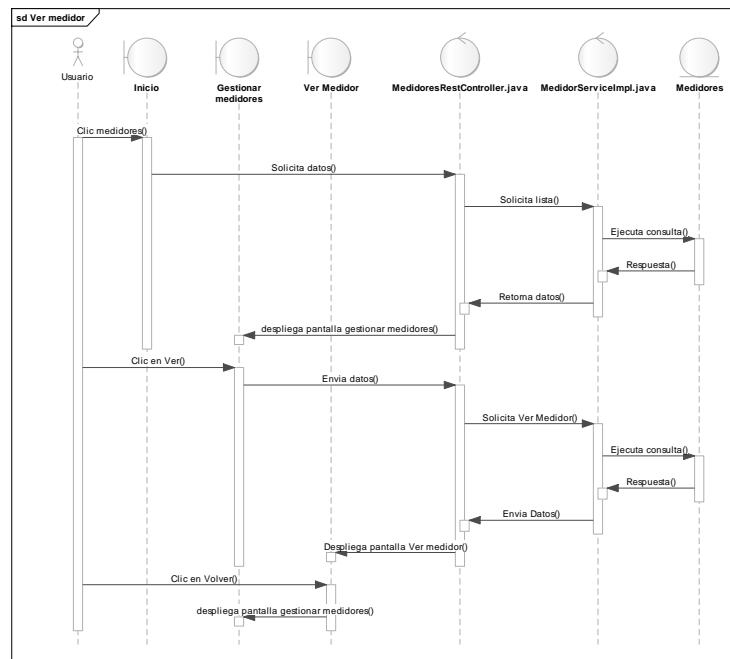 sd Ver medidor
Usuario
Inicio
Gestionar
medidores
Ver Medidor
MedidoresRestController.java
MedidorServiceImpl.java
Medidores
Clic medidores()
Solicita datos()
Solicita lista()
Ejecuta consulta()
Respuesta()
Retorna datos()
despliega pantalla gestionar medidores()
Clic en Ver()
Envia datos()
Solicita Ver Medidor()
Ejecuta consulta()
Respuesta()
Envia Datos()
Despliega pantalla Ver medidor()
Clic en Volver()
despliega pantalla gestionar medidores()